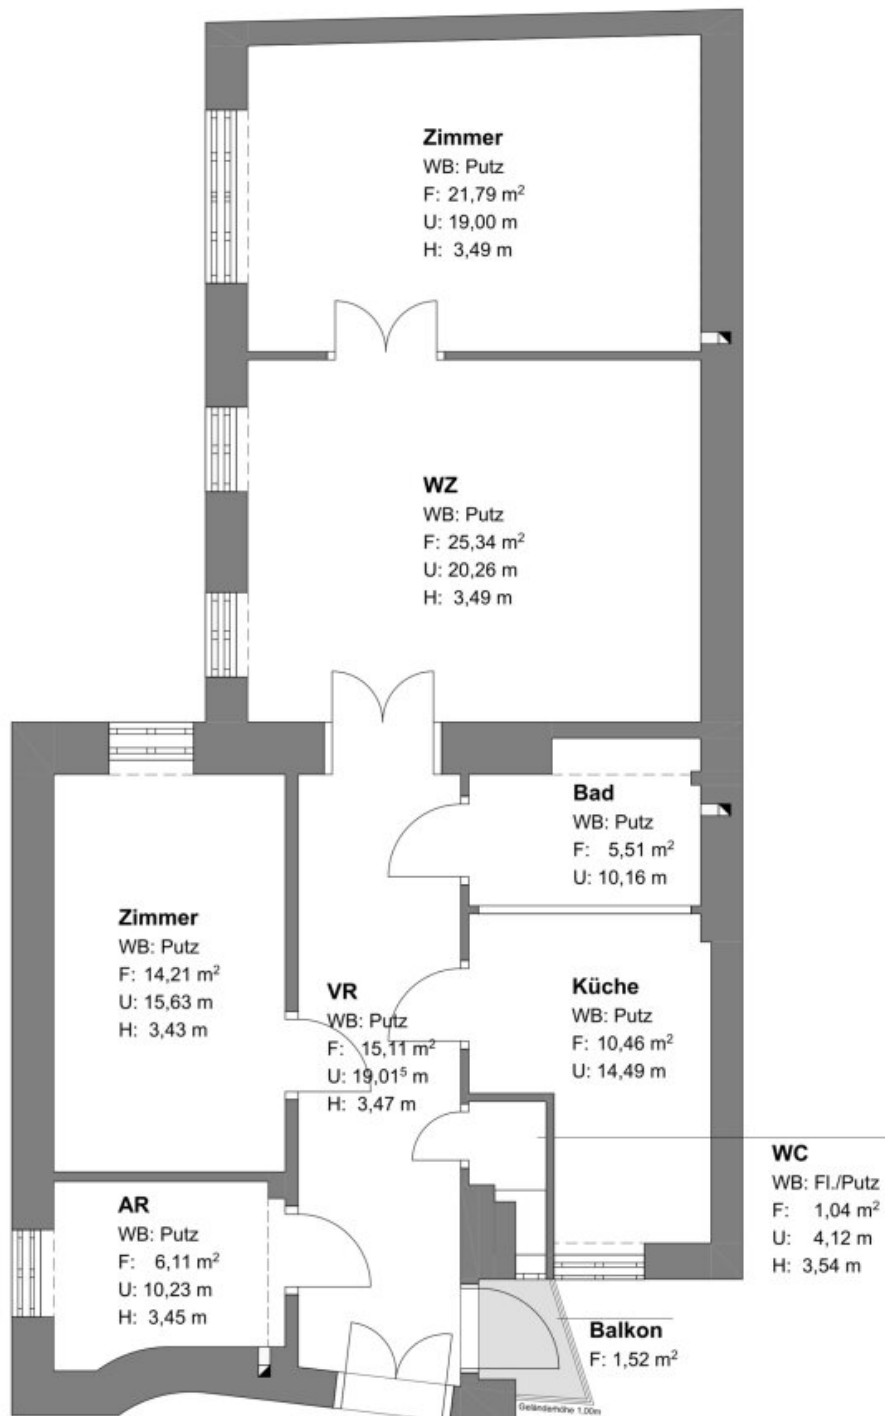 Zimmer
WB: Putz
F: 21,79 m²
U: 19,00 m
H: 3,49 m
WZ
WB: Putz
F: 25,34 m²
U: 20,26 m
H: 3,49 m
Bad
WB: Putz
F: 5,51 m²
U: 10,16 m
Zimmer
WB: Putz
F: 14,21 m²
U: 15,63 m
H: 3,43 m
VR
WB: Putz
F: 15,11 m²
U: 19,01⁵ m
H: 3,47 m
Küche
WB: Putz
F: 10,46 m²
U: 14,49 m
WC
WB: Fl./Putz
F: 1,04 m²
U: 4,12 m
H: 3,54 m
AR
WB: Putz
F: 6,11 m²
U: 10,23 m
H: 3,45 m
Balkon
F: 1,52 m²
Geländerhöhe 1.00m